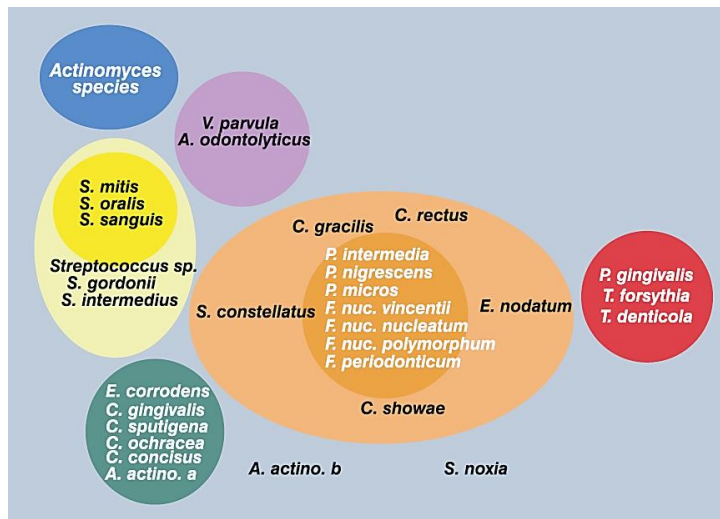 Actinomyces
species
V. parvula
A. odontolyticus
S. mitis
S. oralis
S. sanguis
Streptococcus sp.
S. gordonii
S. intermedius
C. gracilis
C. rectus
P. intermedia
P. nigrescens
P. micros
F. nuc. vincentii
F. nuc. nucleatum
F. nuc. polymorphum
F. periodonticum
S. constellatus
E. nodatum
C. showae
P. gingivalis
T. forsythia
T. denticola
E. corrodens
C. gingivalis
C. sputigena
C. ochracea
C. concisus
A. actino. a
A. actino. b
S. noxia